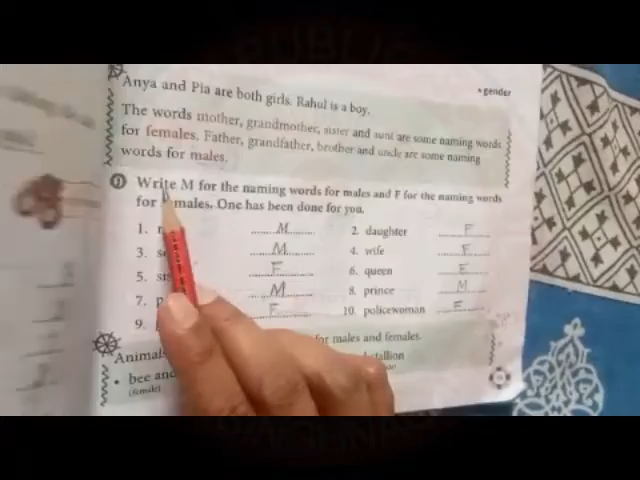 Anya and Pia are both girls. Rahul is a boy.
• gender
The words mother, grandmother, sister and aunt are some naming words
for females. Father, grandfather, brother and uncle are some naming
words for males.
Write M for the naming words for males and F for the naming words
for females. One has been done for you.
1. M 2. daughter F
3. M 4. wife F
5. F 6. queen F
7. M 8. prince M
9. F 10. policewoman F
for males and females.
Animals
• bee and
(female)